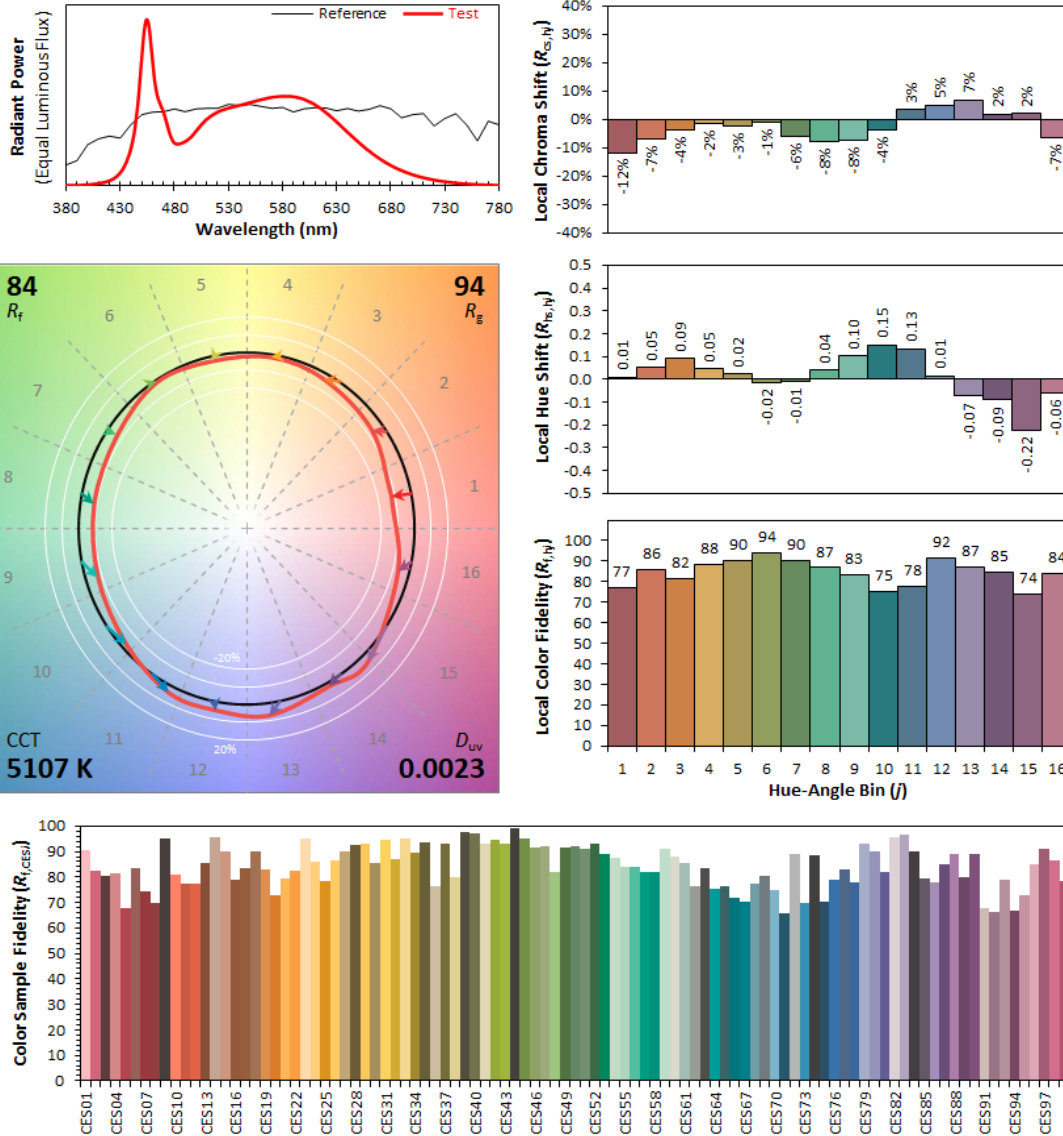 Radiant Power
(Equal Luminous Flux)
Reference
Test
380 430 480 530 580 630 680 730 780
Wavelength (nm)
Local Chroma Shift (Rcs,hj)
40%
30%
20%
10%
0%
-10%
-20%
-30%
-40%
-12% -7% -4% -2% -3% -1% -6% -8% -8% -4% 3% 5% 7% 2% 2% -7%
84
Rf
94
Rg
5 4
6 3
7 2
8 1
9 16
10 15
11 14
12 13
-20%
20%
CCT
5107 K
Duv
0.0023
Local Hue Shift (Rhs,hj)
0.5
0.4
0.3
0.2
0.1
0.0
-0.1
-0.2
-0.3
-0.4
-0.5
0.01 0.05 0.09 0.05 0.02 -0.02 -0.01 0.04 0.10 0.15 0.13 0.01 -0.07 -0.09 -0.22 -0.06
Local Color Fidelity (Rf,hj)
100
90
80
70
60
50
40
30
20
10
0
77 86 82 88 90 94 90 87 83 75 78 92 87 85 74 84
1 2 3 4 5 6 7 8 9 10 11 12 13 14 15 16
Hue-Angle Bin (j)
Color Sample Fidelity (Rf,CESi)
100
90
80
70
60
50
40
30
20
10
0
CES01 CES04 CES07 CES10 CES13 CES16 CES19 CES22 CES25 CES28 CES31 CES34 CES37 CES40 CES43 CES46 CES49 CES52 CES55 CES58 CES61 CES64 CES67 CES70 CES73 CES76 CES79 CES82 CES85 CES88 CES91 CES94 CES97